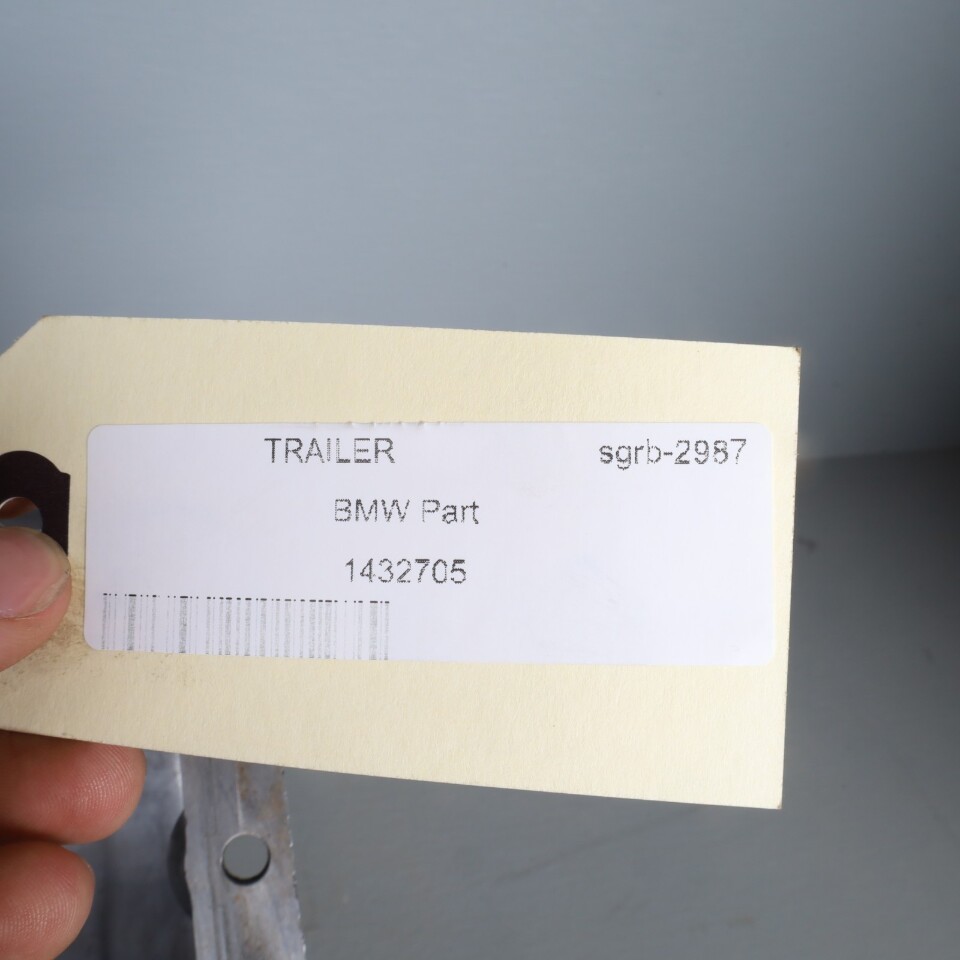 TRAILER sgrb-2987
BMW Part
1432705